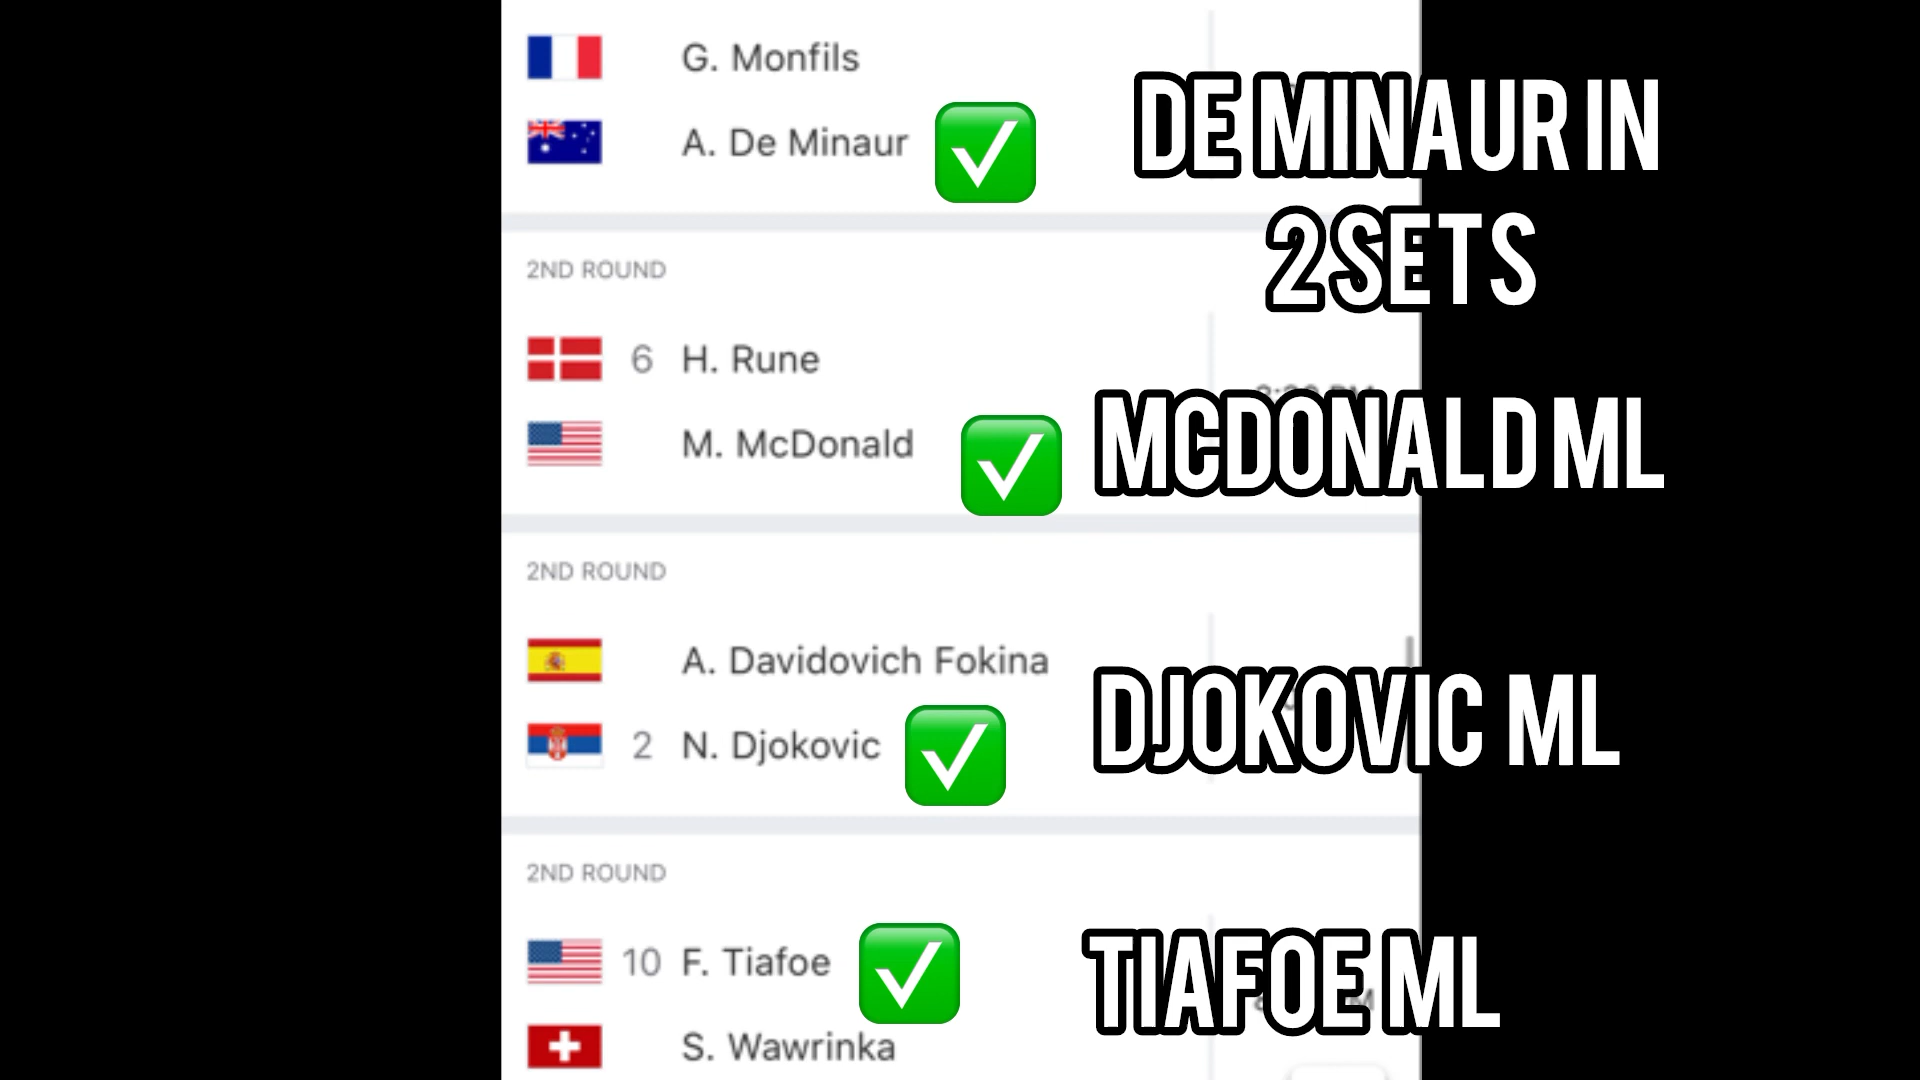 G. Monfils
A. De Minaur
DE MINAUR IN
2 SETS
2ND ROUND
6 H. Rune
M. McDonald
MCDONALD ML
2ND ROUND
A. Davidovich Fokina
2 N. Djokovic
DJOKOVIC ML
2ND ROUND
10 F. Tiafoe
TIAFOE ML
S. Wawrinka